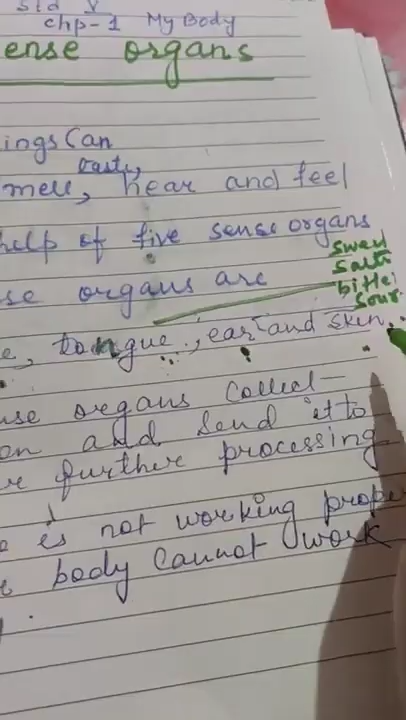 Std V
chp-1 My Body
ense organs
ings Can
taste,
mell, hear and feel
help of five sense organs
se organs are
sweet
salt
bitter
sour
e, tongue, ear and skin.
nse organs collect-
on and send it to
re further processing
is not working prope
e body cannot work